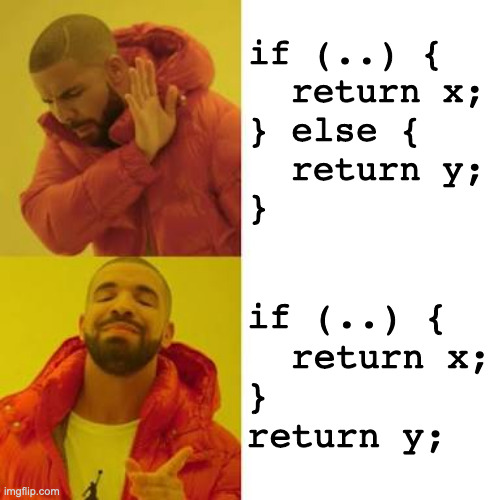 if (..) {
  return x;
} else {
  return y;
}
if (..) {
  return x;
}
return y;
imgflip.com